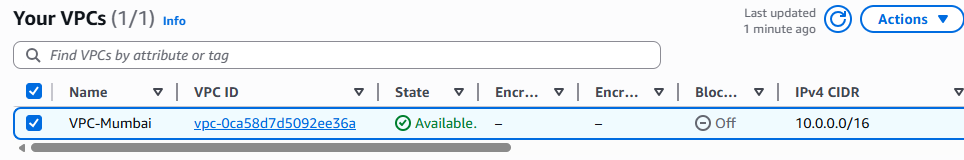 Your VPCs (1/1) Info
Last updated
1 minute ago
Actions
Find VPCs by attribute or tag
Name VPC ID State Encr... Encr... Bloc... IPv4 CIDR
VPC-Mumbai vpc-0ca58d7d5092ee36a Available. – – Off 10.0.0.0/16